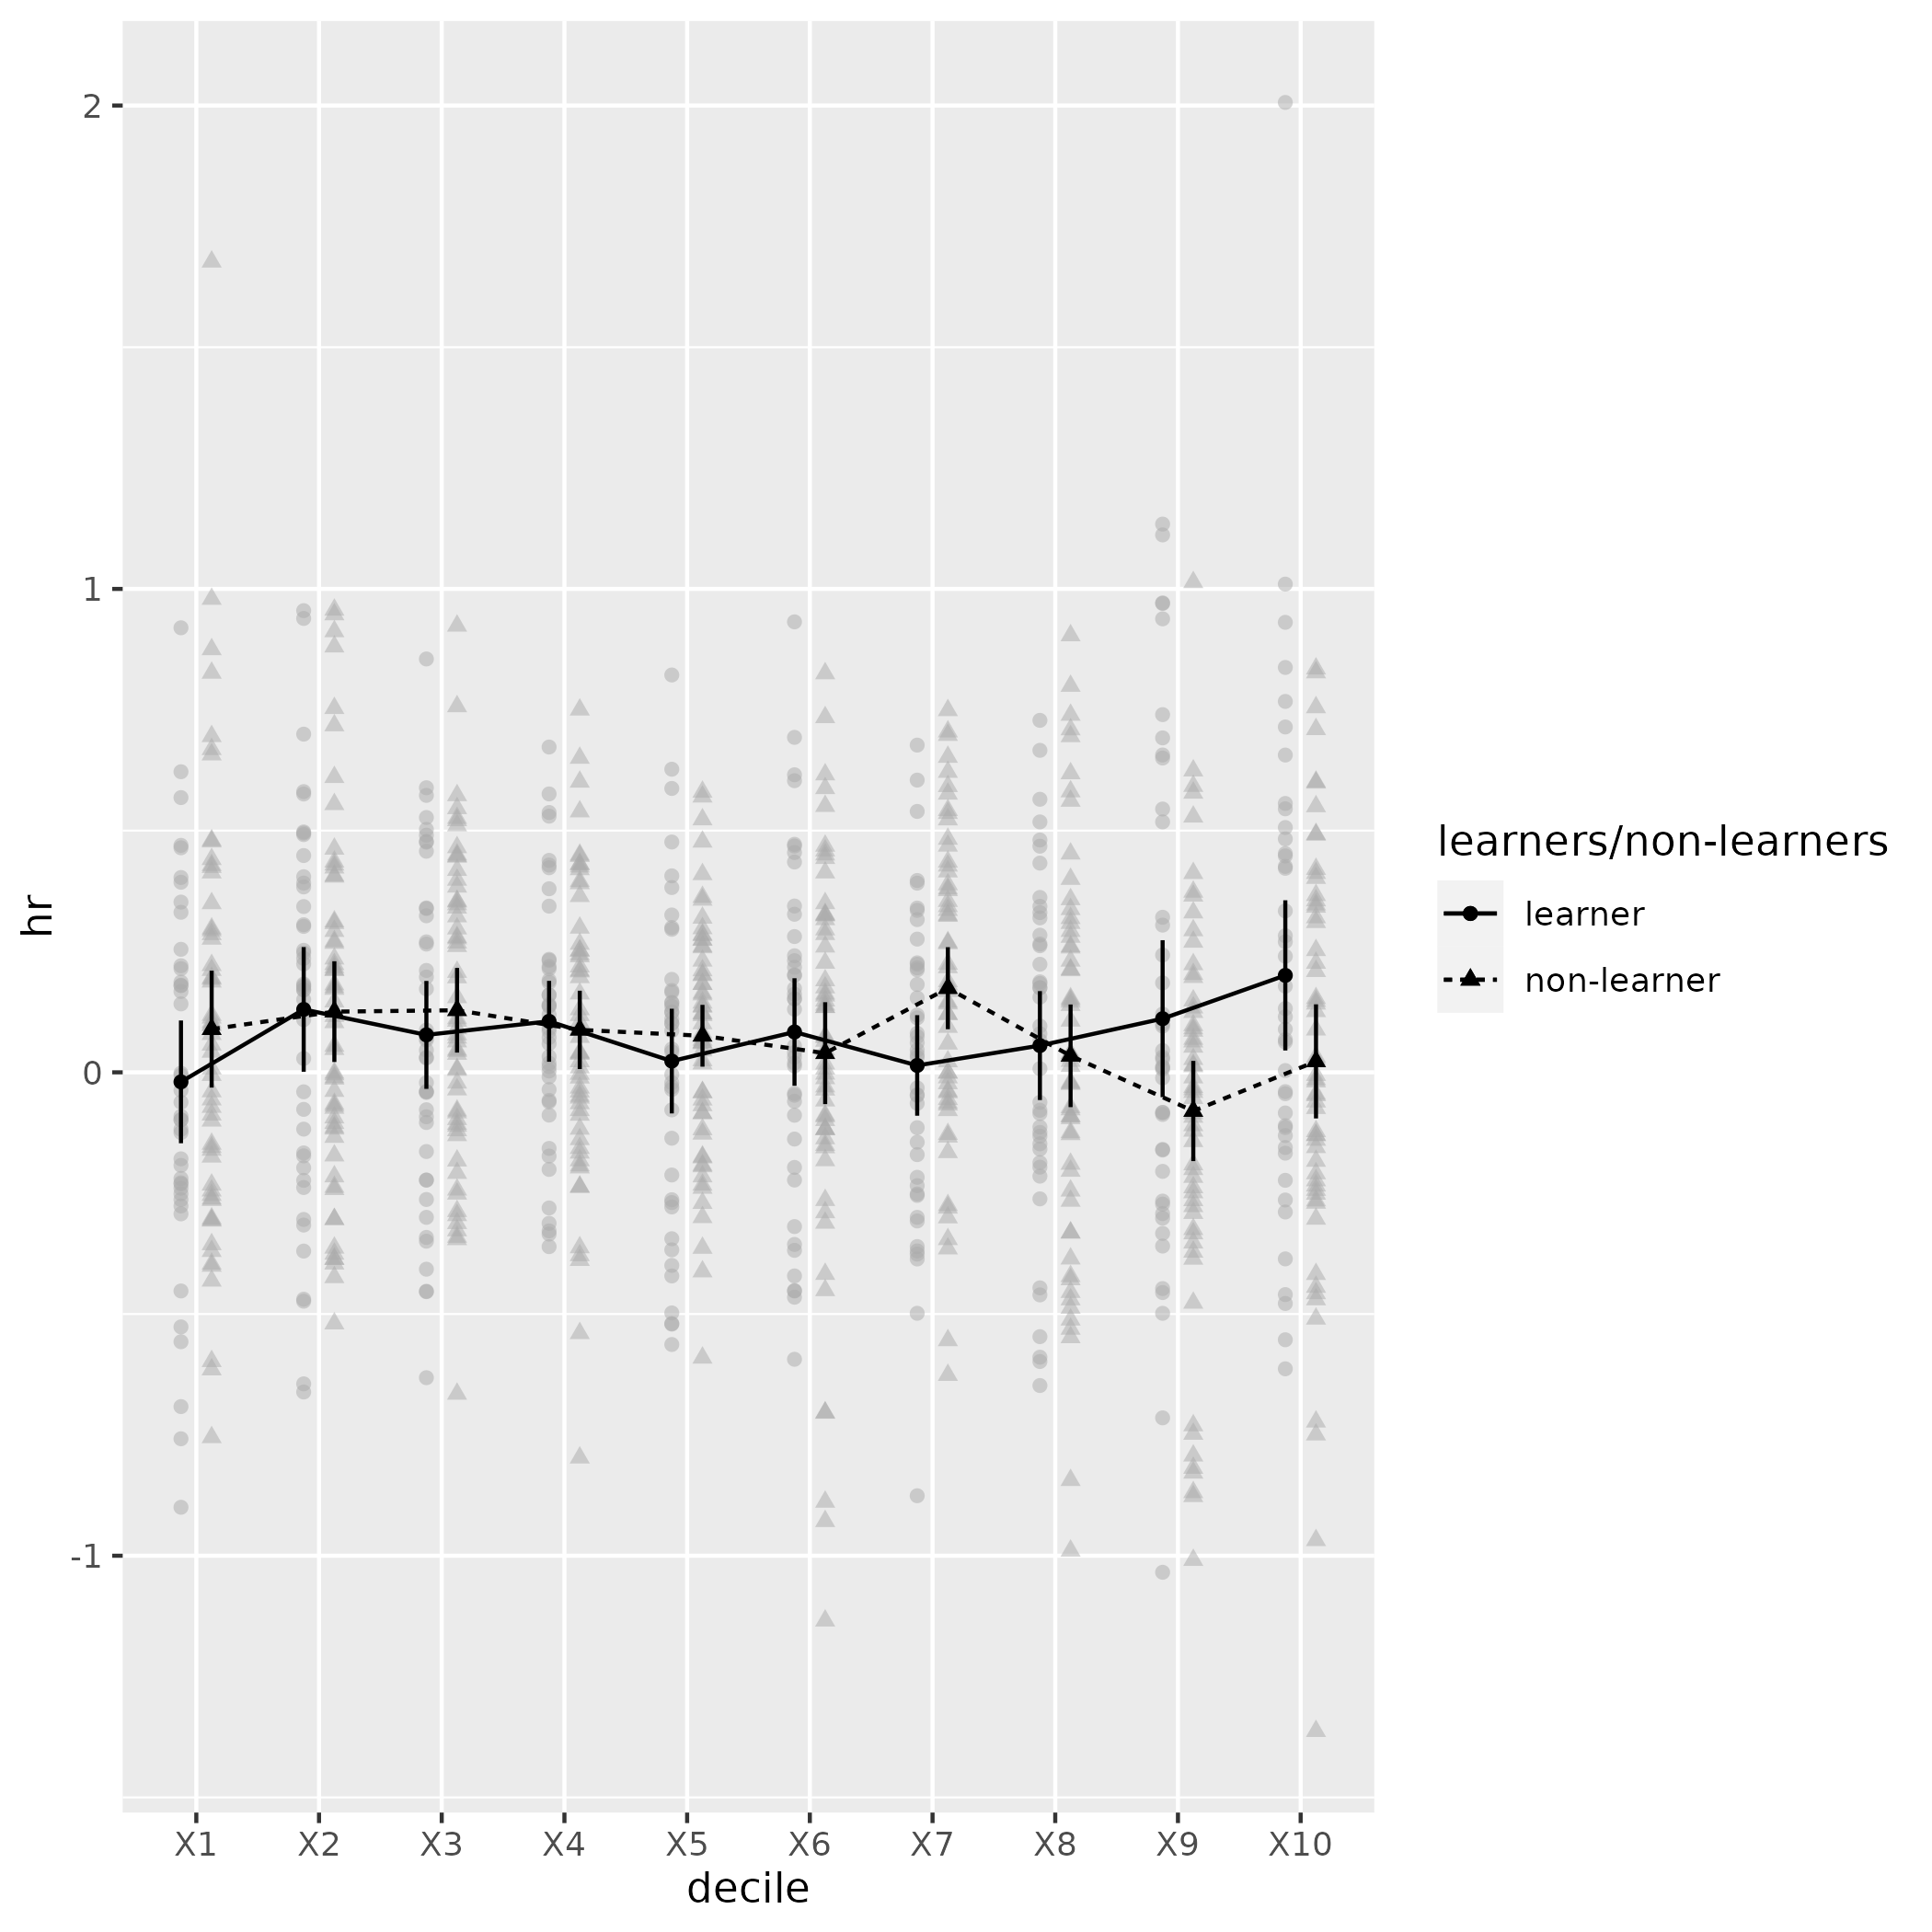 2
1
0
-1
hr
X1 X2 X3 X4 X5 X6 X7 X8 X9 X10
decile
learners/non-learners
learner
non-learner